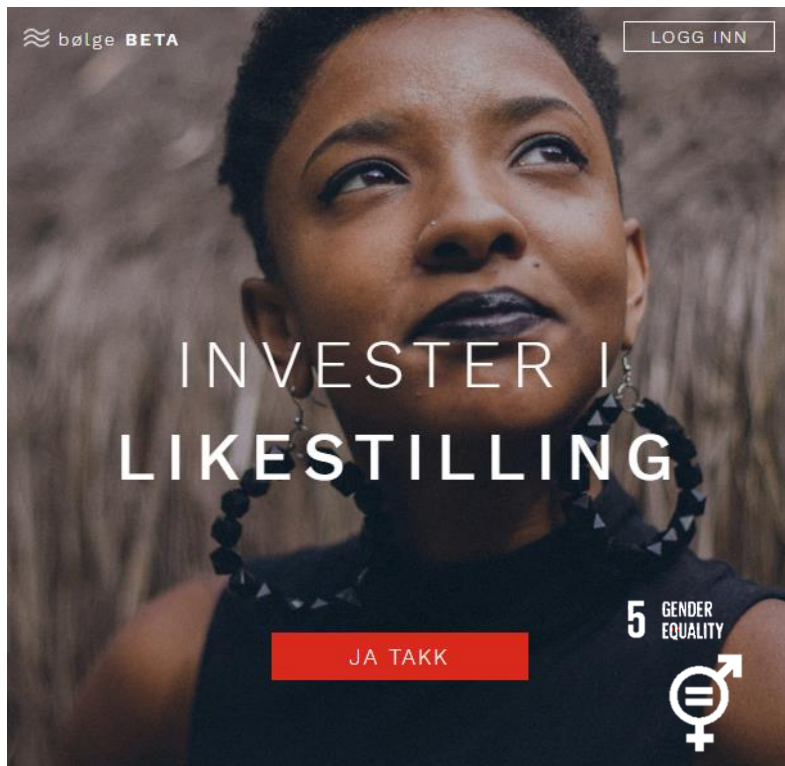 bølge BETA
LOGG INN
INVESTER I
LIKESTILLING
JA TAKK
5 GENDER
EQUALITY